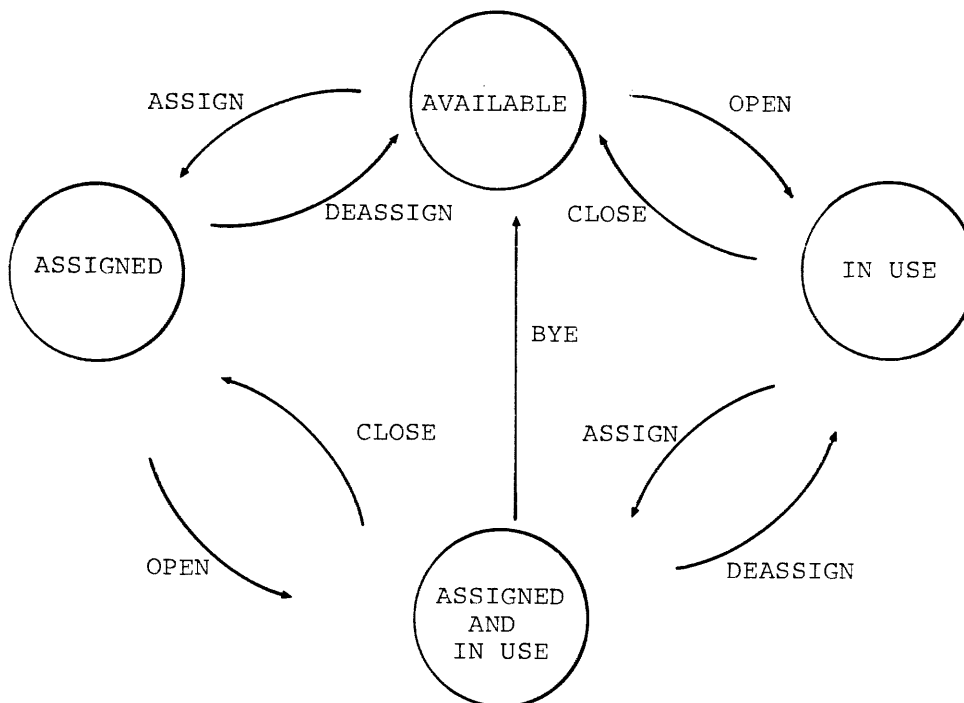 ASSIGN
AVAILABLE
OPEN
DEASSIGN
CLOSE
ASSIGNED
IN USE
BYE
CLOSE
ASSIGN
OPEN
DEASSIGN
ASSIGNED
AND
IN USE